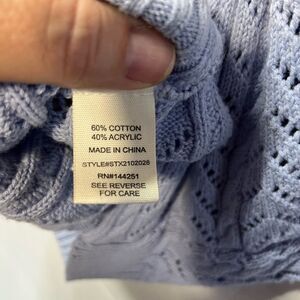 60% COTTON
40% ACRYLIC
MADE IN CHINA
STYLE#STX2102026
RN#144251
SEE REVERSE
FOR CARE